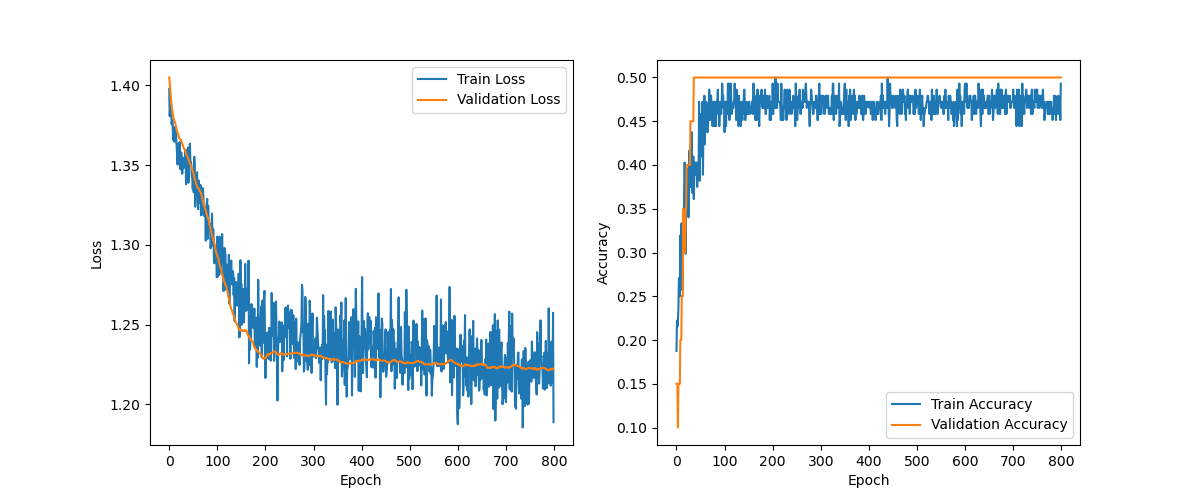 Train Loss
Validation Loss
1.40
1.35
1.30
1.25
1.20
Loss
0 100 200 300 400 500 600 700 800
Epoch
0.50
0.45
0.40
0.35
0.30
0.25
0.20
0.15
0.10
Accuracy
Train Accuracy
Validation Accuracy
0 100 200 300 400 500 600 700 800
Epoch